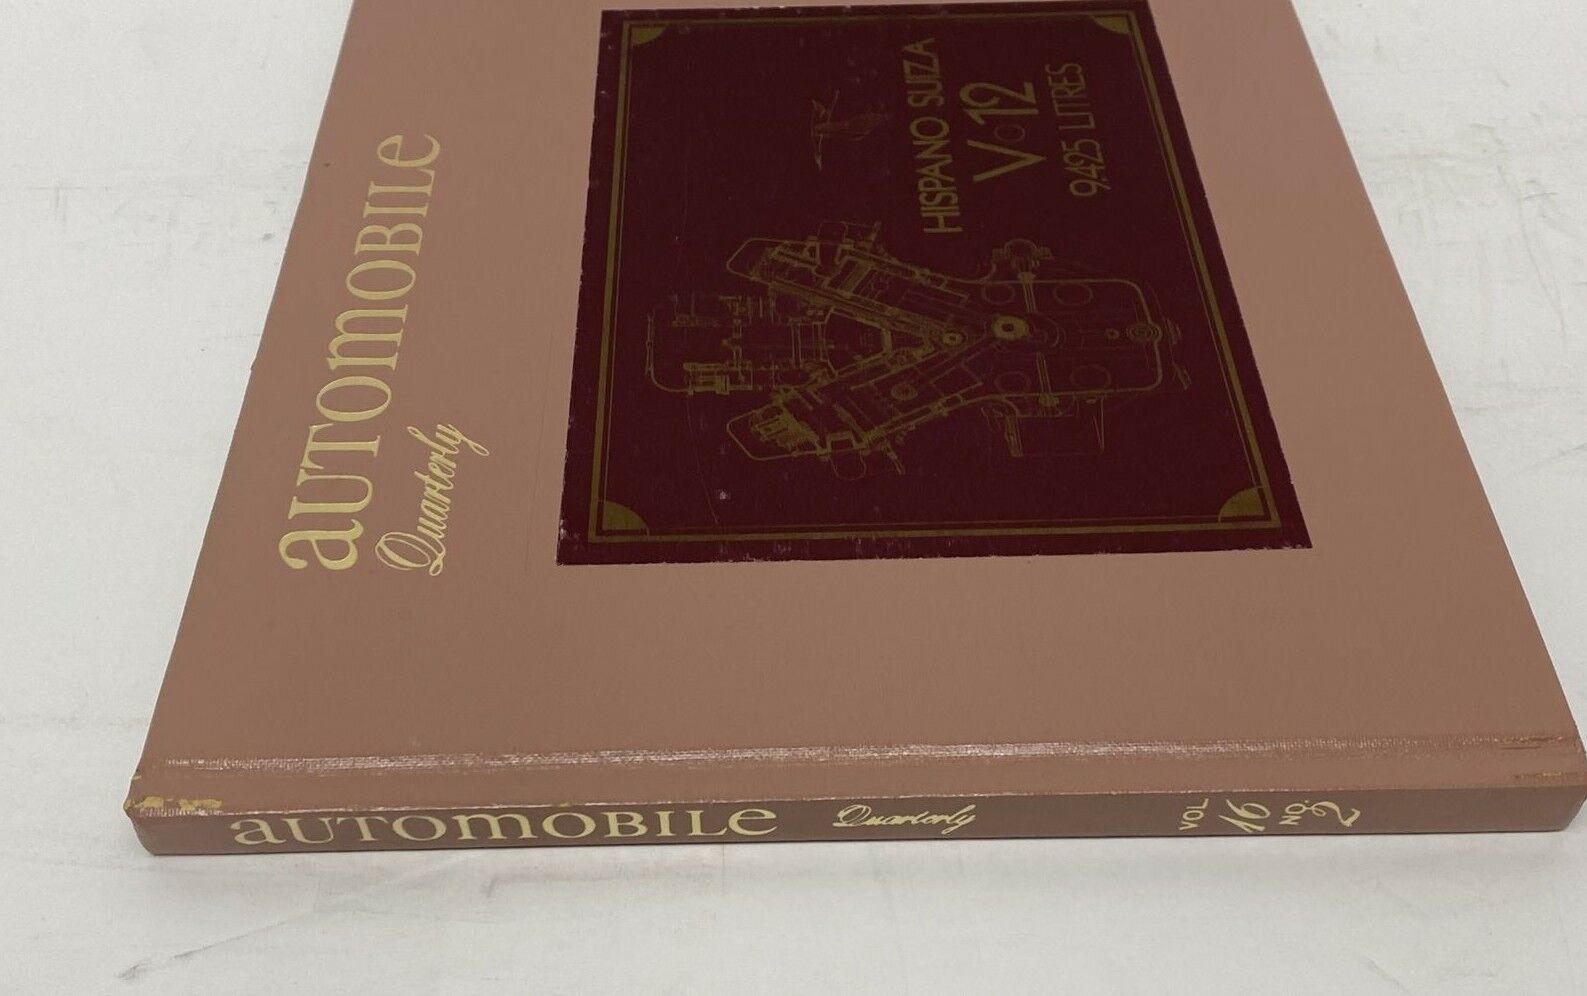 aUTOmOBILe
Quarterly
HISPANO SUIZA
V○12
9.425 LITRES
aUTOmOBILe Quarterly VOL. 16 NO. 2